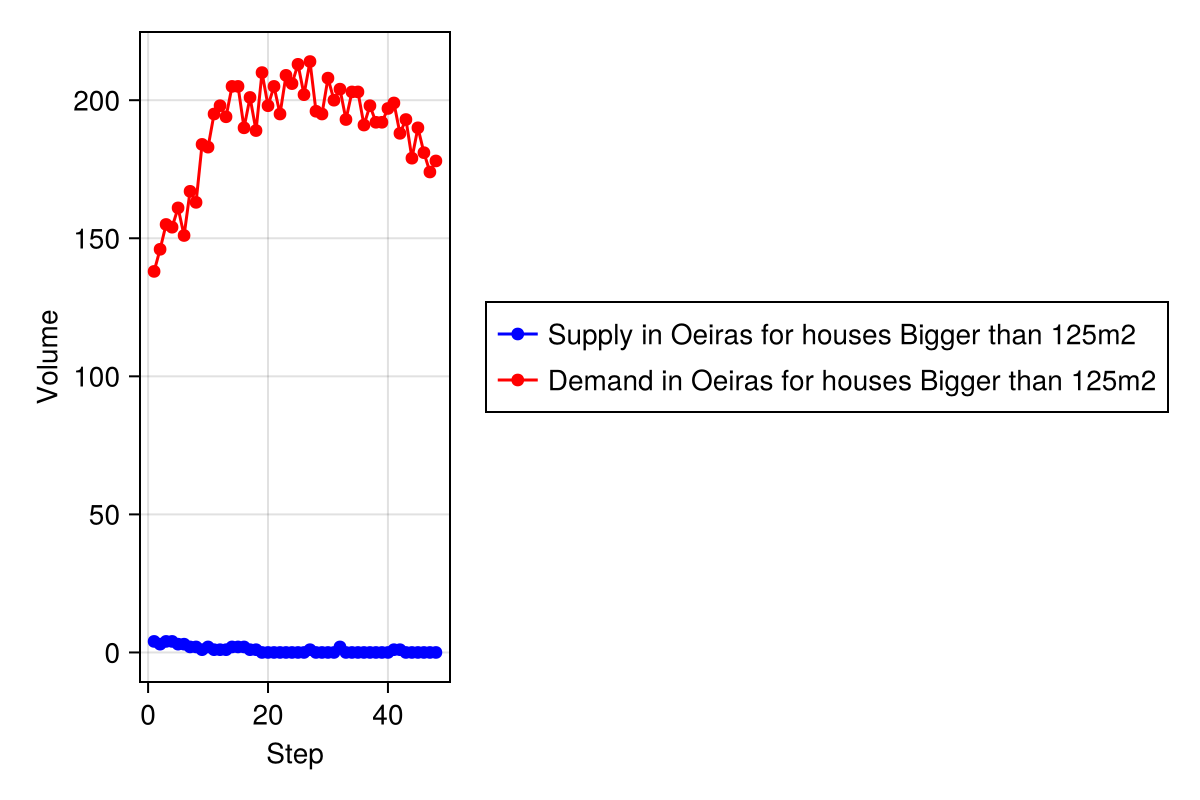 Volume
200
150
100
50
0
0 20 40
Step
Supply in Oeiras for houses Bigger than 125m2
Demand in Oeiras for houses Bigger than 125m2